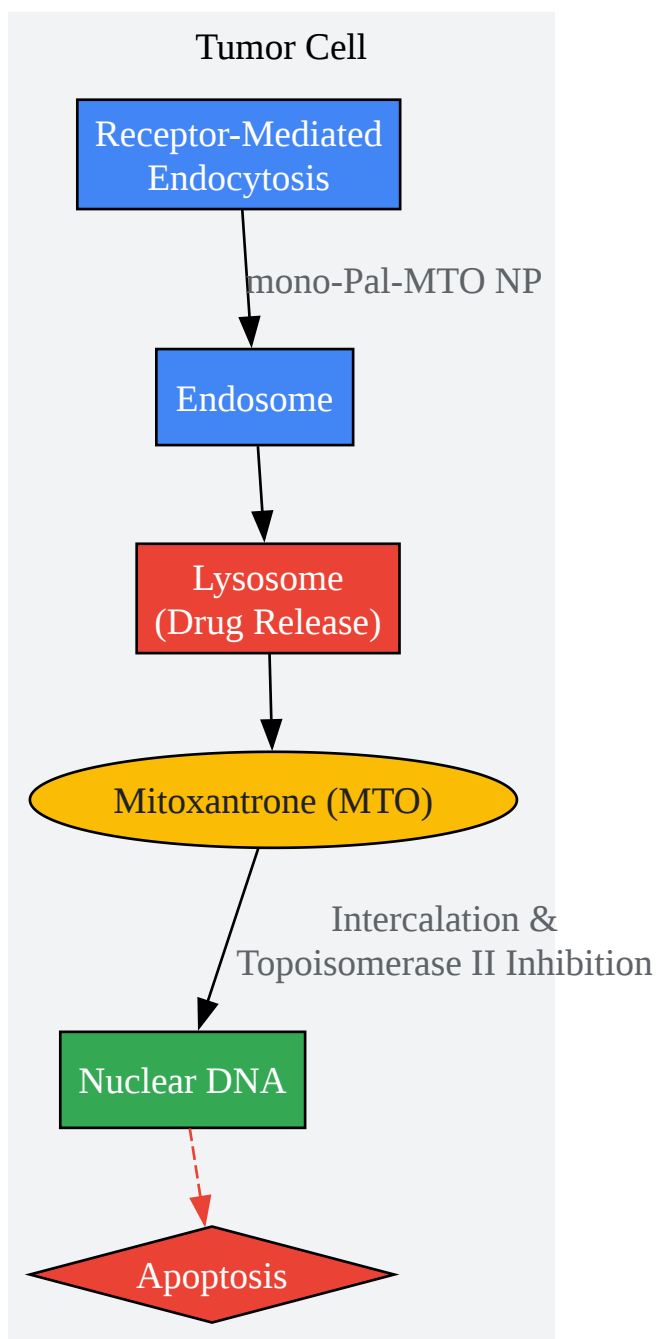 Tumor Cell
Receptor-Mediated
Endocytosis
mono-Pal-MTO NP
Endosome
Lysosome
(Drug Release)
Mitoxantrone (MTO)
Intercalation &
Topoisomerase II Inhibition
Nuclear DNA
Apoptosis